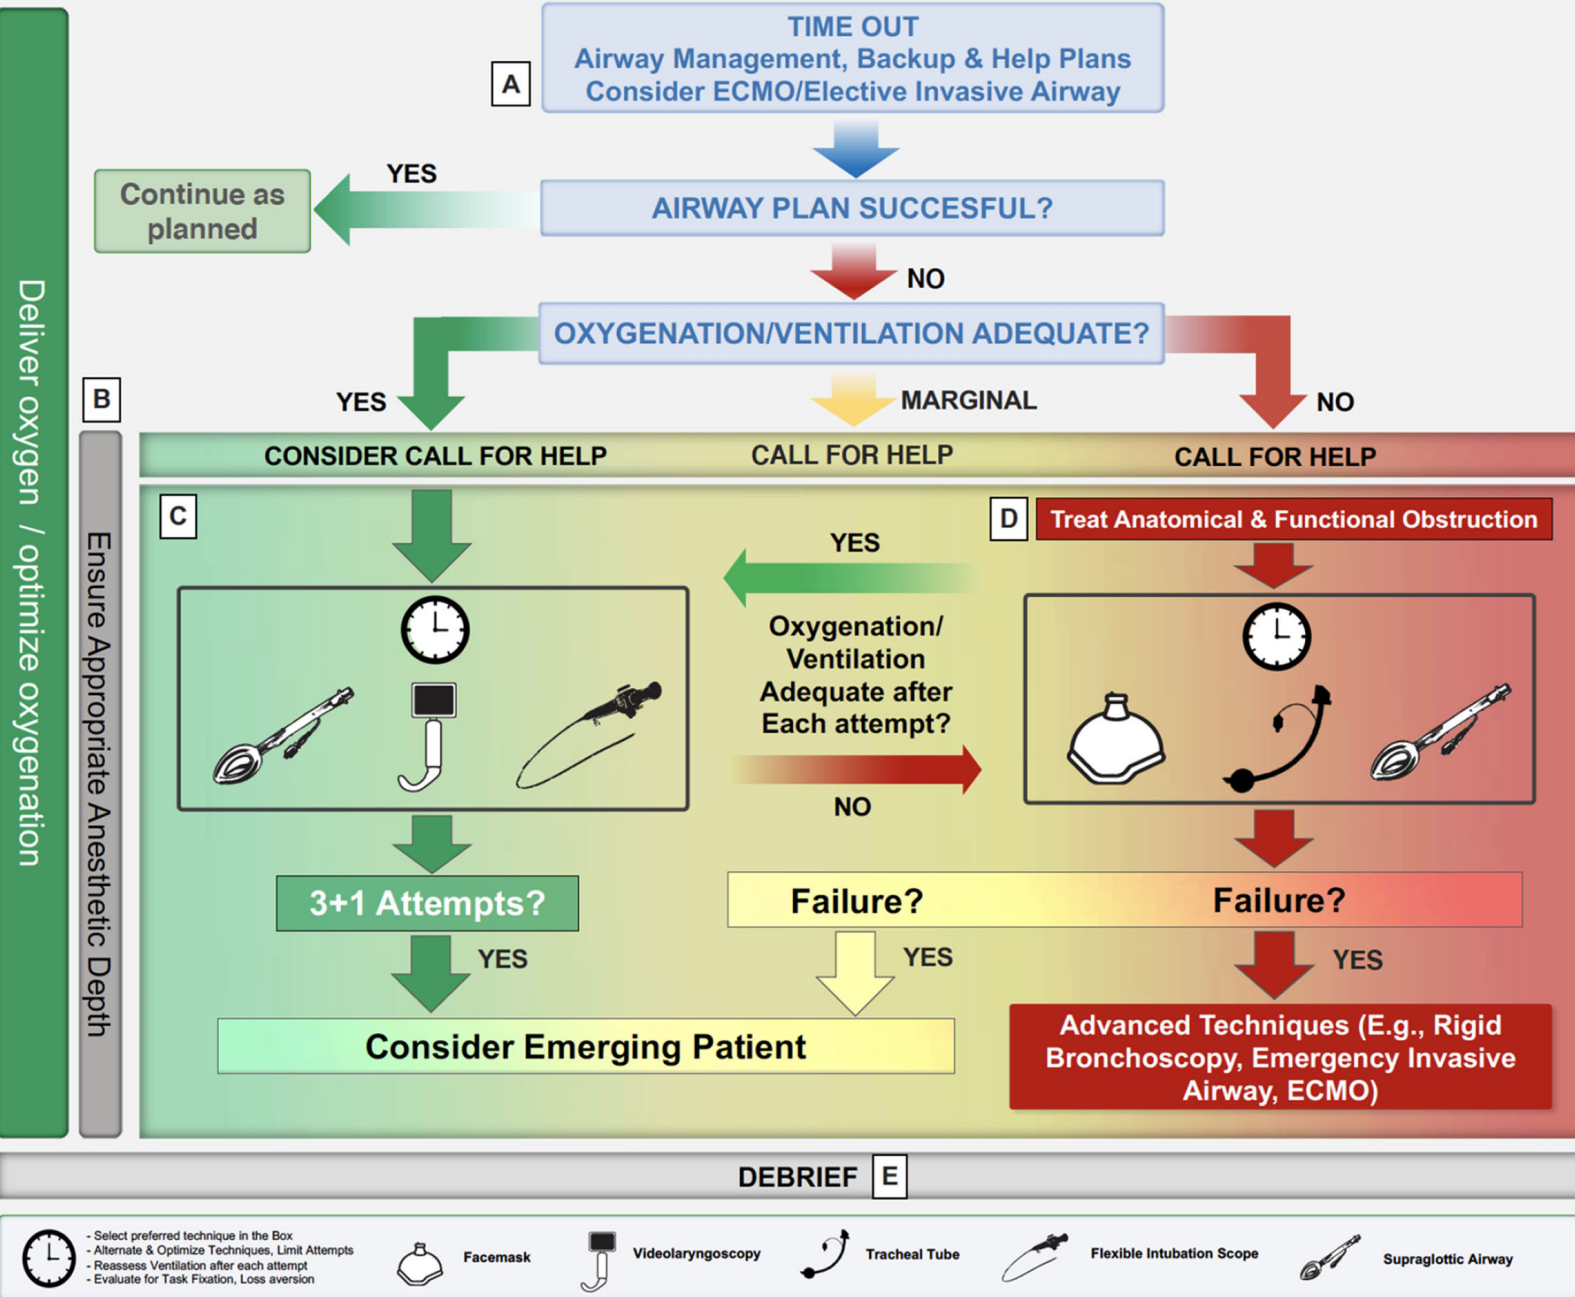 TIME OUT
Airway Management, Backup & Help Plans
Consider ECMO/Elective Invasive Airway
A
YES
Continue as
planned
AIRWAY PLAN SUCCESFUL?
NO
OXYGENATION/VENTILATION ADEQUATE?
YES
MARGINAL
NO
Deliver oxygen / optimize oxygenation
B
Ensure Appropriate Anesthetic Depth
CONSIDER CALL FOR HELP
CALL FOR HELP
CALL FOR HELP
C
D
Treat Anatomical & Functional Obstruction
YES
Oxygenation/
Ventilation
Adequate after
Each attempt?
NO
3+1 Attempts?
Failure?
Failure?
YES
YES
YES
Consider Emerging Patient
Advanced Techniques (E.g., Rigid
Bronchoscopy, Emergency Invasive
Airway, ECMO)
DEBRIEF
E
- Select preferred technique in the Box
- Alternate & Optimize Techniques, Limit Attempts
- Reassess Ventilation after each attempt
- Evaluate for Task Fixation, Loss aversion
Facemask
Videolaryngoscopy
Tracheal Tube
Flexible Intubation Scope
Supraglottic Airway